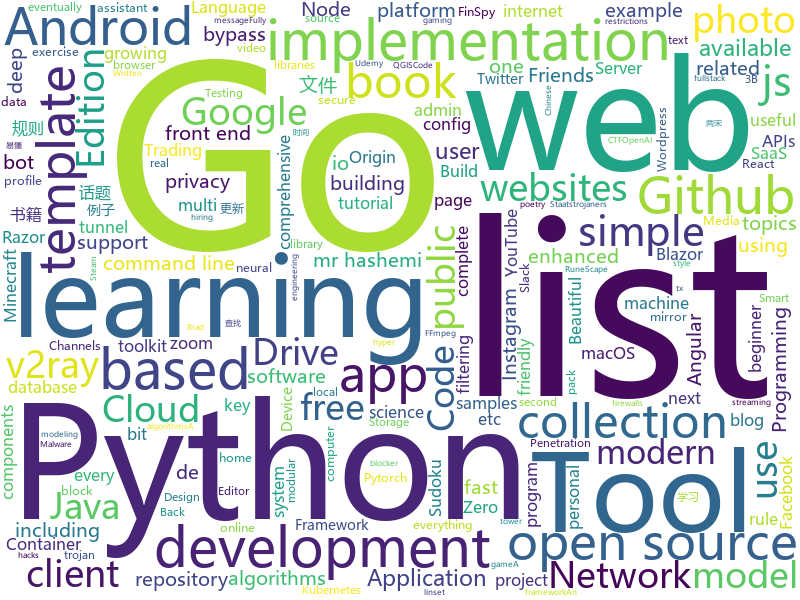 Go
list
Python
web
learning
Tool
implementation
Android
template
Edition
Google
book
文件
photo
available
js
Github
websites
simple
public
app
based
Drive
development
Cloud
free
Code
collection
open source
Network
model
modern
use
client
Java
v2ray
Language
assistant
eventually
exercise
growing
browser
deep
data
规则
易懂
bot
话题
书籍
例子
更新
Razor
tunnel
support
Minecraft
command line
neural
toolkit
zoom
Steam
Channels
software
database
bit
key
science
etc
every
de
components
system
modular
home
Device
Container
trojan
repository
algorithms
Application
project
Kubernetes
linset
modeling
Malware
block
Zero
Design
Back
Editor
online
everything
tower
hacks
computer
program
personal
Pytorch
blocker
Storage
local
hyper
Framework
fast
Sudoku
Penetration
gameA
frameworkAn
Brad
查找
second
streaming
FFmpeg
macOS
samples
pack
friendly
mirror
machine
next
Angular
beginner
Programming
Facebook
Smart
tx
style
RuneScape
Beautiful
filtering
Instagram
YouTube
Slack
complete
enhanced
Blazor
topics
using
Media
blog
React
SaaS
Build
APIs
useful
Wordpress
Chinese
两宋
CTFOpenAI
fullstack
3B
QGISCode
Udemy
restrictions
gaming
FinSpy
Node
messageFully
source
video
internet
platform
example
bypass
text
libraries
secure
Testing
Written
one
Friends
Twitter
Server
related
admin
config
user
io
Origin
comprehensive
building
tutorial
multi
page
mr hashemi
front end
Trading
privacy
profile
real
library
hiring
时间
engineering
poetry
Staatstrojaners
including
rule
学习
firewalls
algorithmsA